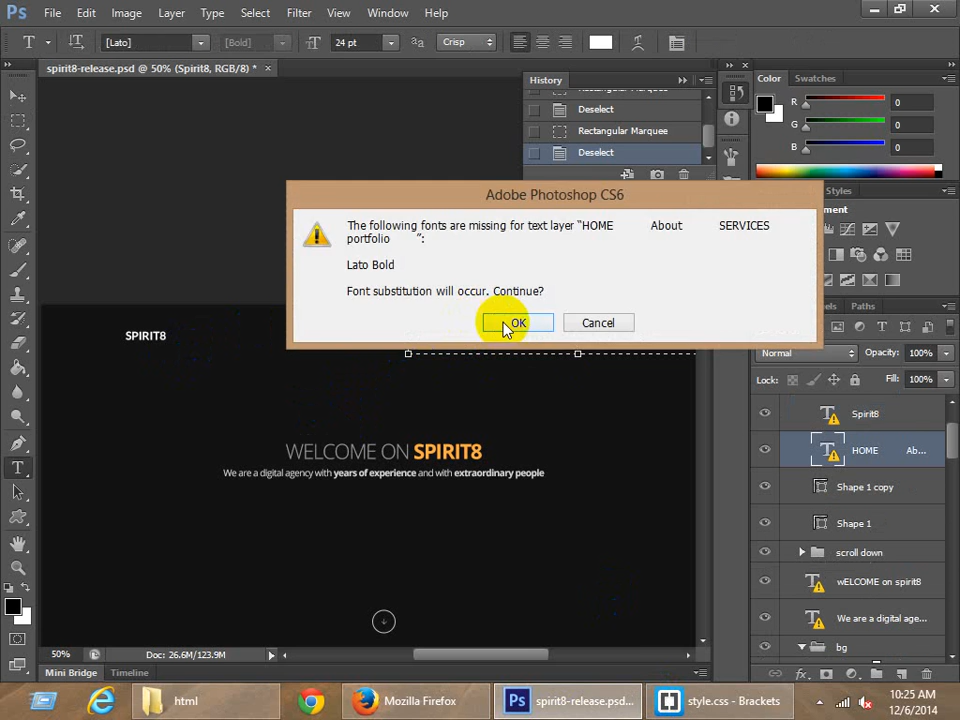 Ps File Edit Image Layer Type Select Filter View Window Help
T [Lato] [Bold] 24 pt Crisp
spirit8-release.psd @ 50% (Spirit8, RGB/8) *
History
Deselect
Rectangular Marquee
Deselect
Color Swatches
R 0
G 0
B 0
Adobe Photoshop CS6
The following fonts are missing for text layer "HOME About SERVICES
portfolio ":
Lato Bold
Font substitution will occur. Continue?
OK Cancel
Styles
Paths
Normal Opacity: 100%
Lock: Fill: 100%
Spirit8
HOME Ab...
Shape 1 copy
Shape 1
scroll down
wELCOME on spirit8
We are a digital age...
bg
SPIRIT8
WELCOME ON SPIRIT8
We are a digital agency with years of experience and with extraordinary people
50% Doc: 26.6M/123.9M
Mini Bridge Timeline
html Mozilla Firefox Ps spirit8-release.psd... style.css - Brackets
10:25 AM
12/6/2014